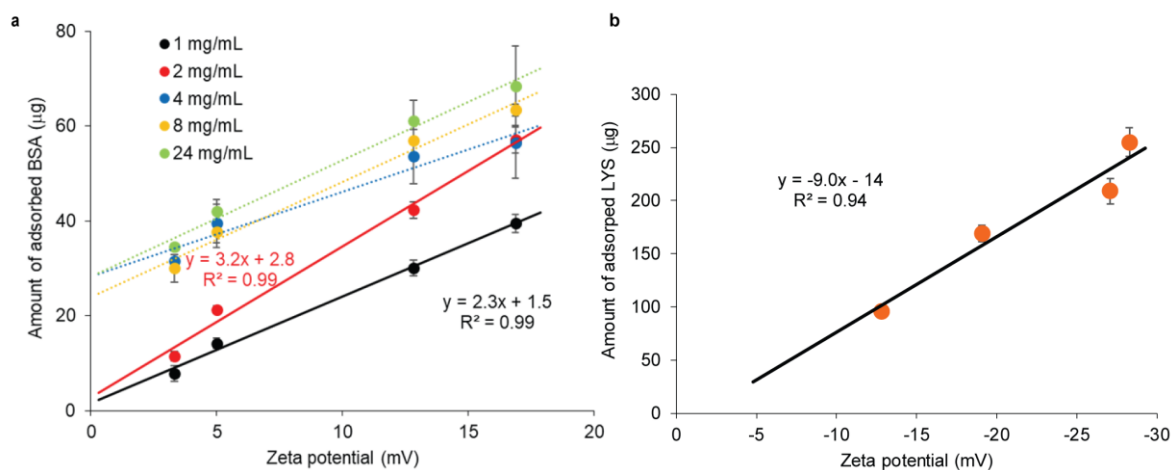 a
Amount of adsorbed BSA (µg)
80
60
40
20
0
1 mg/mL
2 mg/mL
4 mg/mL
8 mg/mL
24 mg/mL
y = 3.2x + 2.8
R² = 0.99
y = 2.3x + 1.5
R² = 0.99
0 5 10 15 20
Zeta potential (mV)
b
Amount of adsorped LYS (µg)
300
250
200
150
100
50
0
y = -9.0x - 14
R² = 0.94
0 -5 -10 -15 -20 -25 -30
Zeta potential (mV)